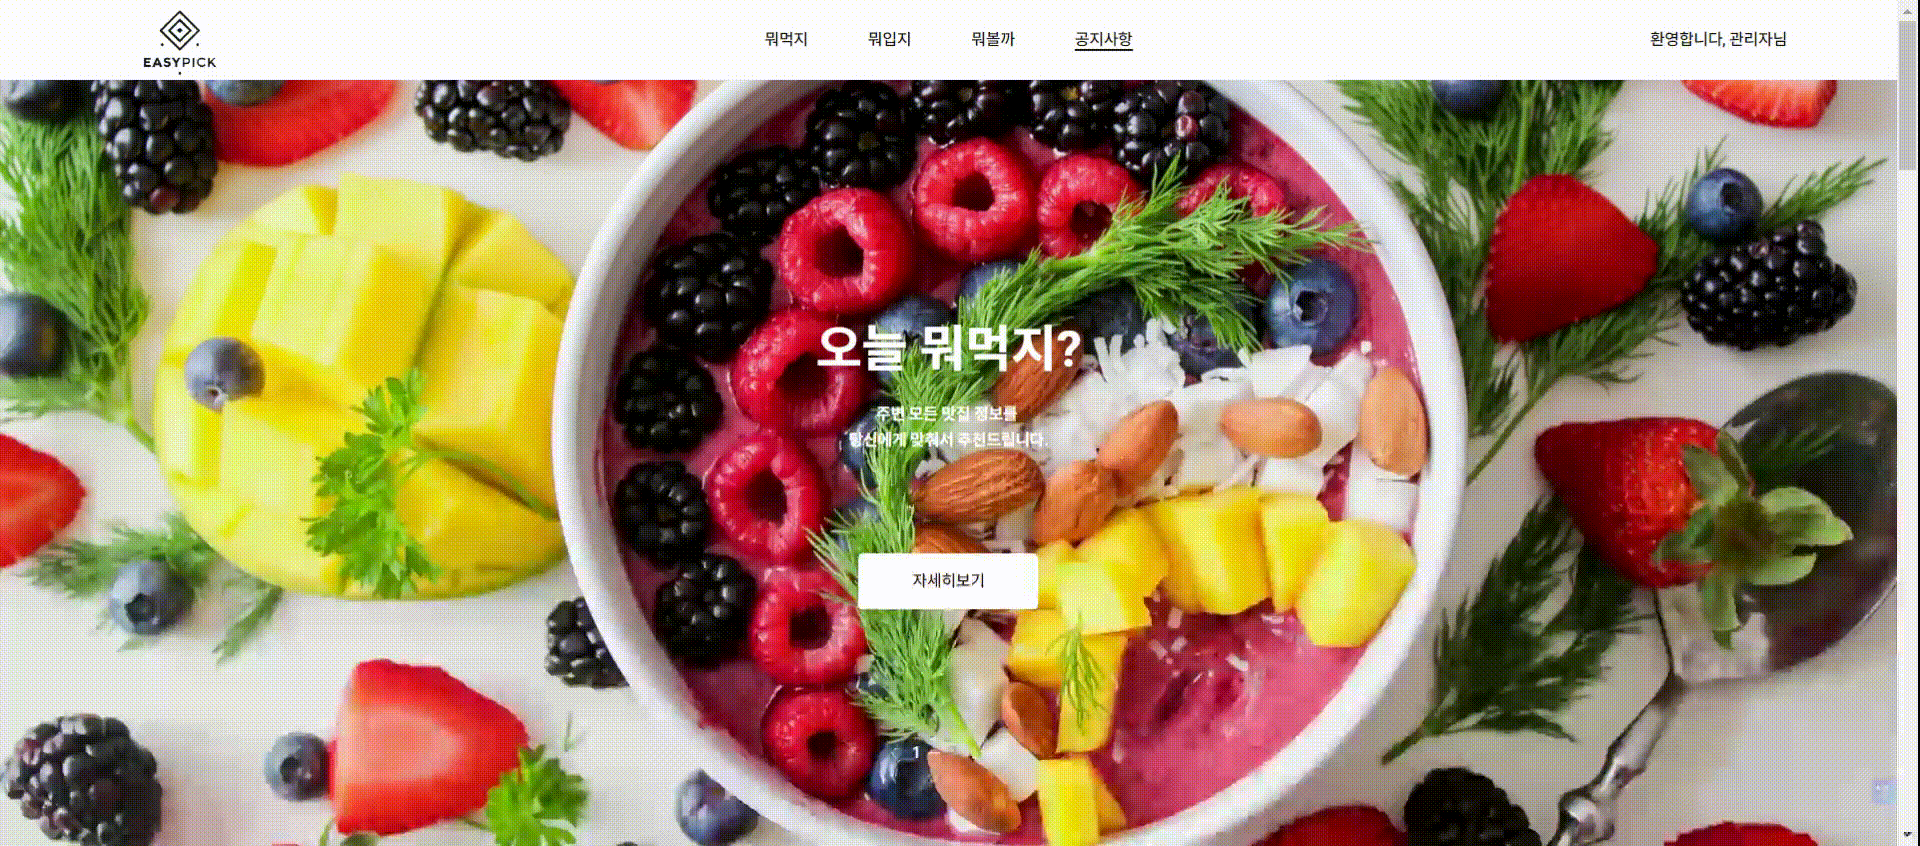 EASYPICK
뭐먹지
뭐입지
뭐볼까
공지사항
환영합니다, 관리자님
오늘 뭐먹지?
주변 모든 맛집 정보를
당신에게 맞춰서 추천드립니다.
자세히보기
1